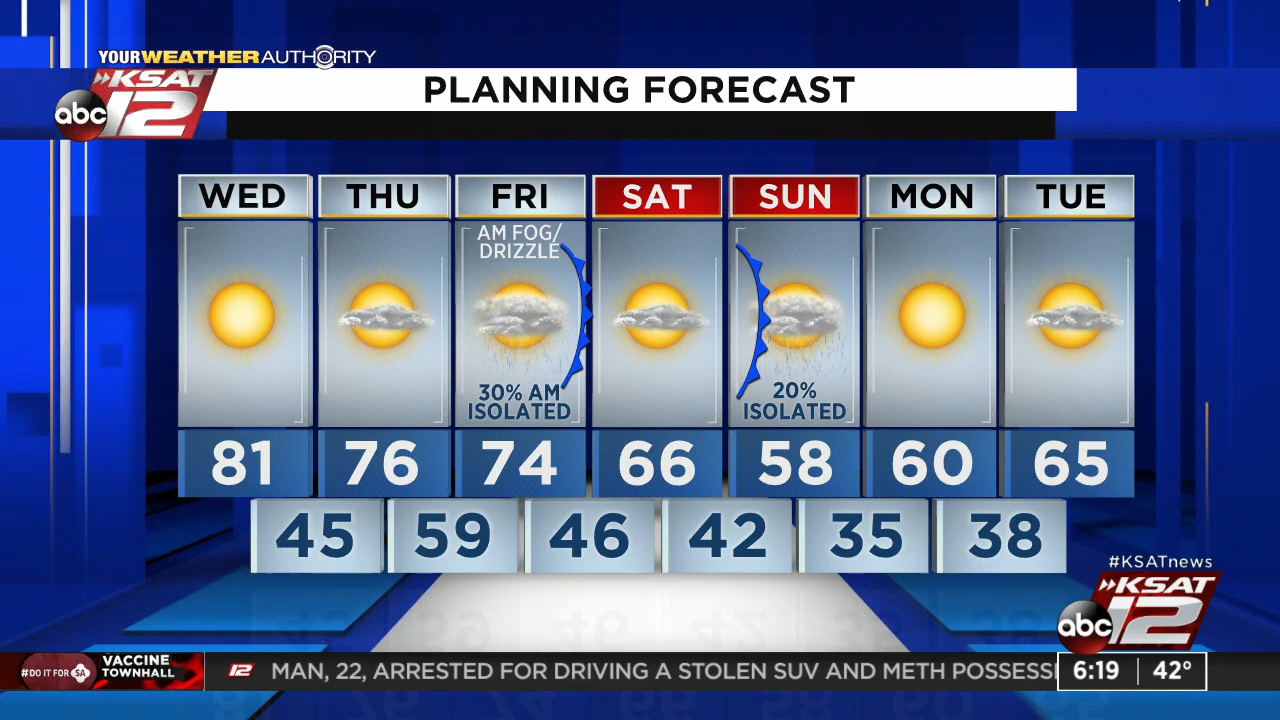 YOURWEATHERAUTHORITY
KSAT
abc 12
PLANNING FORECAST
WED THU FRI SAT SUN MON TUE
AM FOG/
DRIZZLE
30% AM
ISOLATED
20%
ISOLATED
81 76 74 66 58 60 65
45 59 46 42 35 38
#KSATnews
KSAT
abc 12
#DO IT FOR SA
VACCINE
TOWNHALL
12 MAN, 22, ARRESTED FOR DRIVING A STOLEN SUV AND METH POSSESSI
6:19 42°